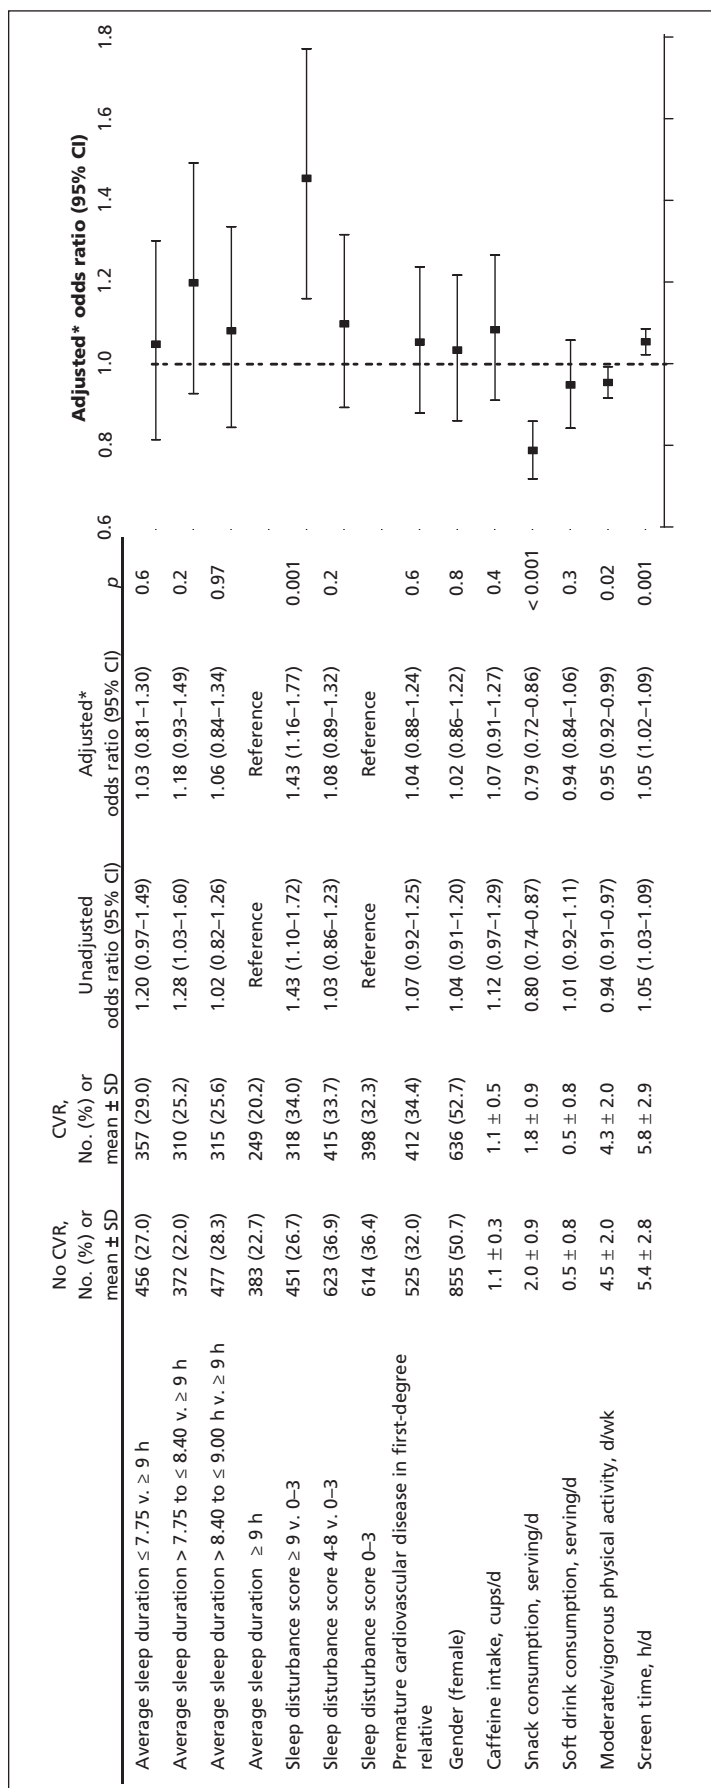 No CVR, No. (%) or mean ± SD
CVR, No. (%) or mean ± SD
Unadjusted odds ratio (95% CI)
Adjusted* odds ratio (95% CI)
p
Adjusted* odds ratio (95% CI)
0.6 0.8 1.0 1.2 1.4 1.6 1.8
Average sleep duration ≤ 7.75 v. ≥ 9 h 456 (27.0) 357 (29.0) 1.20 (0.97–1.49) 1.03 (0.81–1.30) 0.6
Average sleep duration > 7.75 to ≤ 8.40 v. ≥ 9 h 372 (22.0) 310 (25.2) 1.28 (1.03–1.60) 1.18 (0.93–1.49) 0.2
Average sleep duration > 8.40 to ≤ 9.00 h v. ≥ 9 h 477 (28.3) 315 (25.6) 1.02 (0.82–1.26) 1.06 (0.84–1.34) 0.97
Average sleep duration ≥ 9 h 383 (22.7) 249 (20.2) Reference Reference
Sleep disturbance score ≥ 9 v. 0–3 451 (26.7) 318 (34.0) 1.43 (1.10–1.72) 1.43 (1.16–1.77) 0.001
Sleep disturbance score 4-8 v. 0–3 623 (36.9) 415 (33.7) 1.03 (0.86–1.23) 1.08 (0.89–1.32) 0.2
Sleep disturbance score 0–3 614 (36.4) 398 (32.3) Reference Reference
Premature cardiovascular disease in first-degree
relative 525 (32.0) 412 (34.4) 1.07 (0.92–1.25) 1.04 (0.88–1.24) 0.6
Gender (female) 855 (50.7) 636 (52.7) 1.04 (0.91–1.20) 1.02 (0.86–1.22) 0.8
Caffeine intake, cups/d 1.1 ± 0.3 1.1 ± 0.5 1.12 (0.97–1.29) 1.07 (0.91–1.27) 0.4
Snack consumption, serving/d 2.0 ± 0.9 1.8 ± 0.9 0.80 (0.74–0.87) 0.79 (0.72–0.86) < 0.001
Soft drink consumption, serving/d 0.5 ± 0.8 0.5 ± 0.8 1.01 (0.92–1.11) 0.94 (0.84–1.06) 0.3
Moderate/vigorous physical activity, d/wk 4.5 ± 2.0 4.3 ± 2.0 0.94 (0.91–0.97) 0.95 (0.92–0.99) 0.02
Screen time, h/d 5.4 ± 2.8 5.8 ± 2.9 1.05 (1.03–1.09) 1.05 (1.02–1.09) 0.001